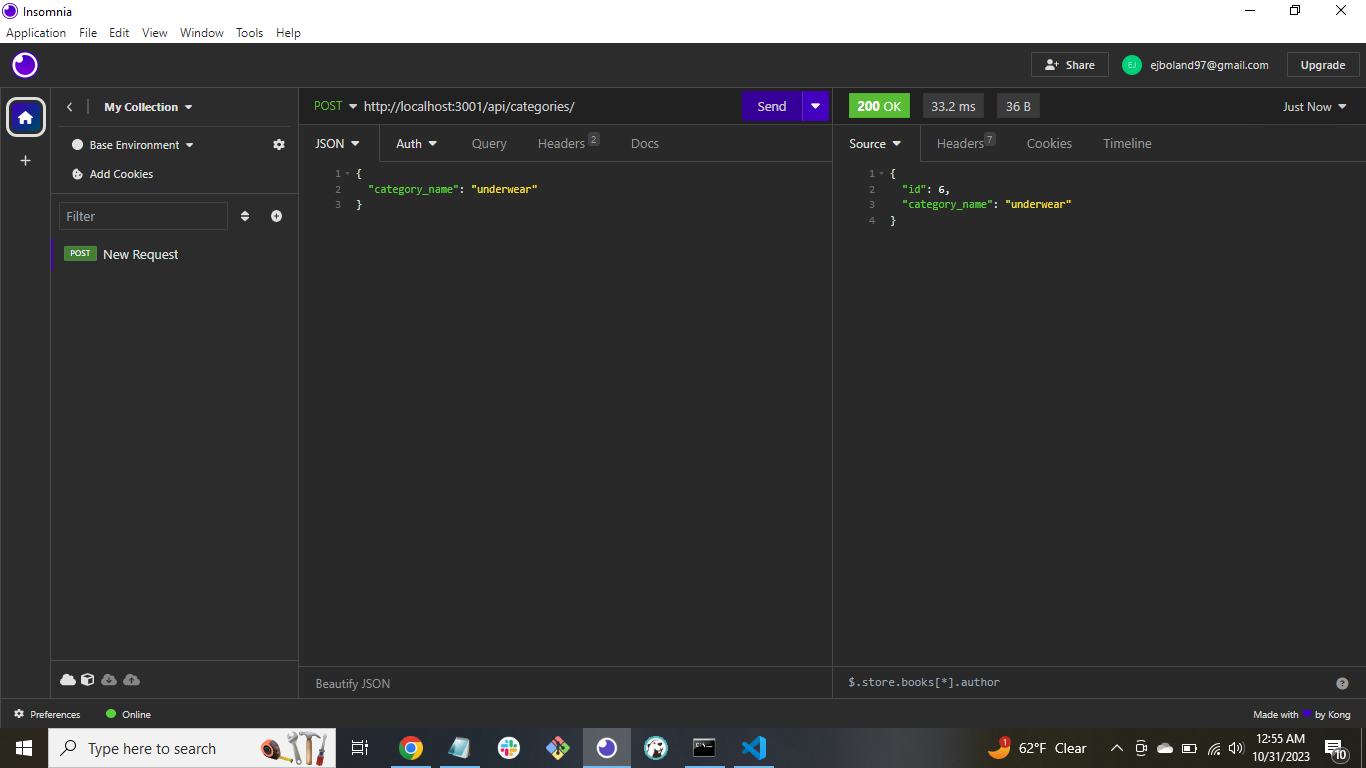 Insomnia
Application File Edit View Window Tools Help
Share EJ ejboland97@gmail.com Upgrade
My Collection
Base Environment
Add Cookies
Filter
POST New Request
POST http://localhost:3001/api/categories/ Send
JSON Auth Query Headers 2 Docs
1 {
2 "category_name": "underwear"
3 }
Beautify JSON
200 OK 33.2 ms 36 B Just Now
Source Headers 7 Cookies Timeline
1 {
2 "id": 6,
3 "category_name": "underwear"
4 }
$.store.books[*].author
Preferences Online Made with by Kong
Type here to search
1 62°F Clear
12:55 AM
10/31/2023
10